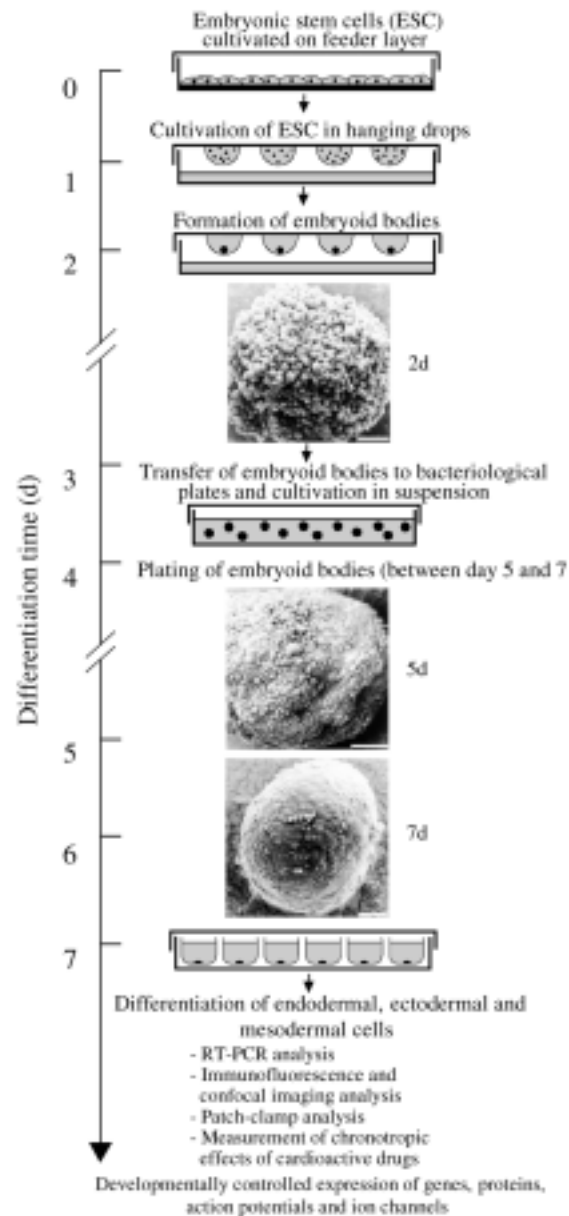 Embryonic stem cells (ESC)
cultivated on feeder layer
0
Cultivation of ESC in hanging drops
1
Formation of embryoid bodies
2
2d
3
Transfer of embryoid bodies to bacteriological
plates and cultivation in suspension
4
Plating of embryoid bodies (between day 5 and 7
5d
Differentiation time (d)
5
7d
6
7
Differentiation of endodermal, ectodermal and
mesodermal cells
- RT-PCR analysis
- Immunofluorescence and
confocal imaging analysis
- Patch-clamp analysis
- Measurement of chronotropic
effects of cardioactive drugs
Developmentally controlled expression of genes, proteins,
action potentials and ion channels